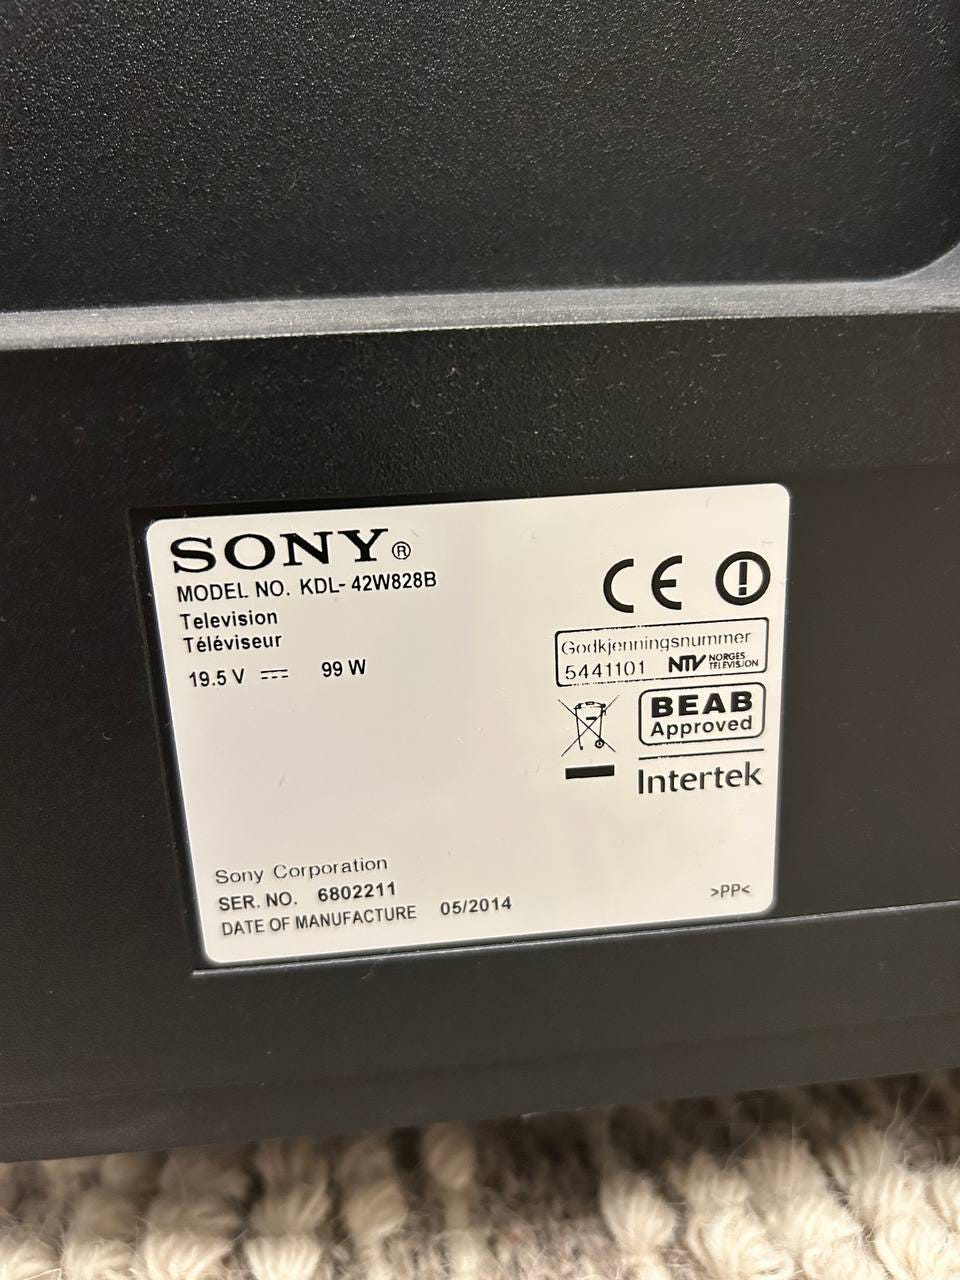 SONY®
MODEL NO. KDL- 42W828B
Television
Téléviseur
19.5 V ⎓ 99 W
CE
Godkjenningsnummer
5441101 NTV NORGES TELEVISJON
BEAB
Approved
Intertek
Sony Corporation
SER. NO. 6802211
DATE OF MANUFACTURE 05/2014
>PP<